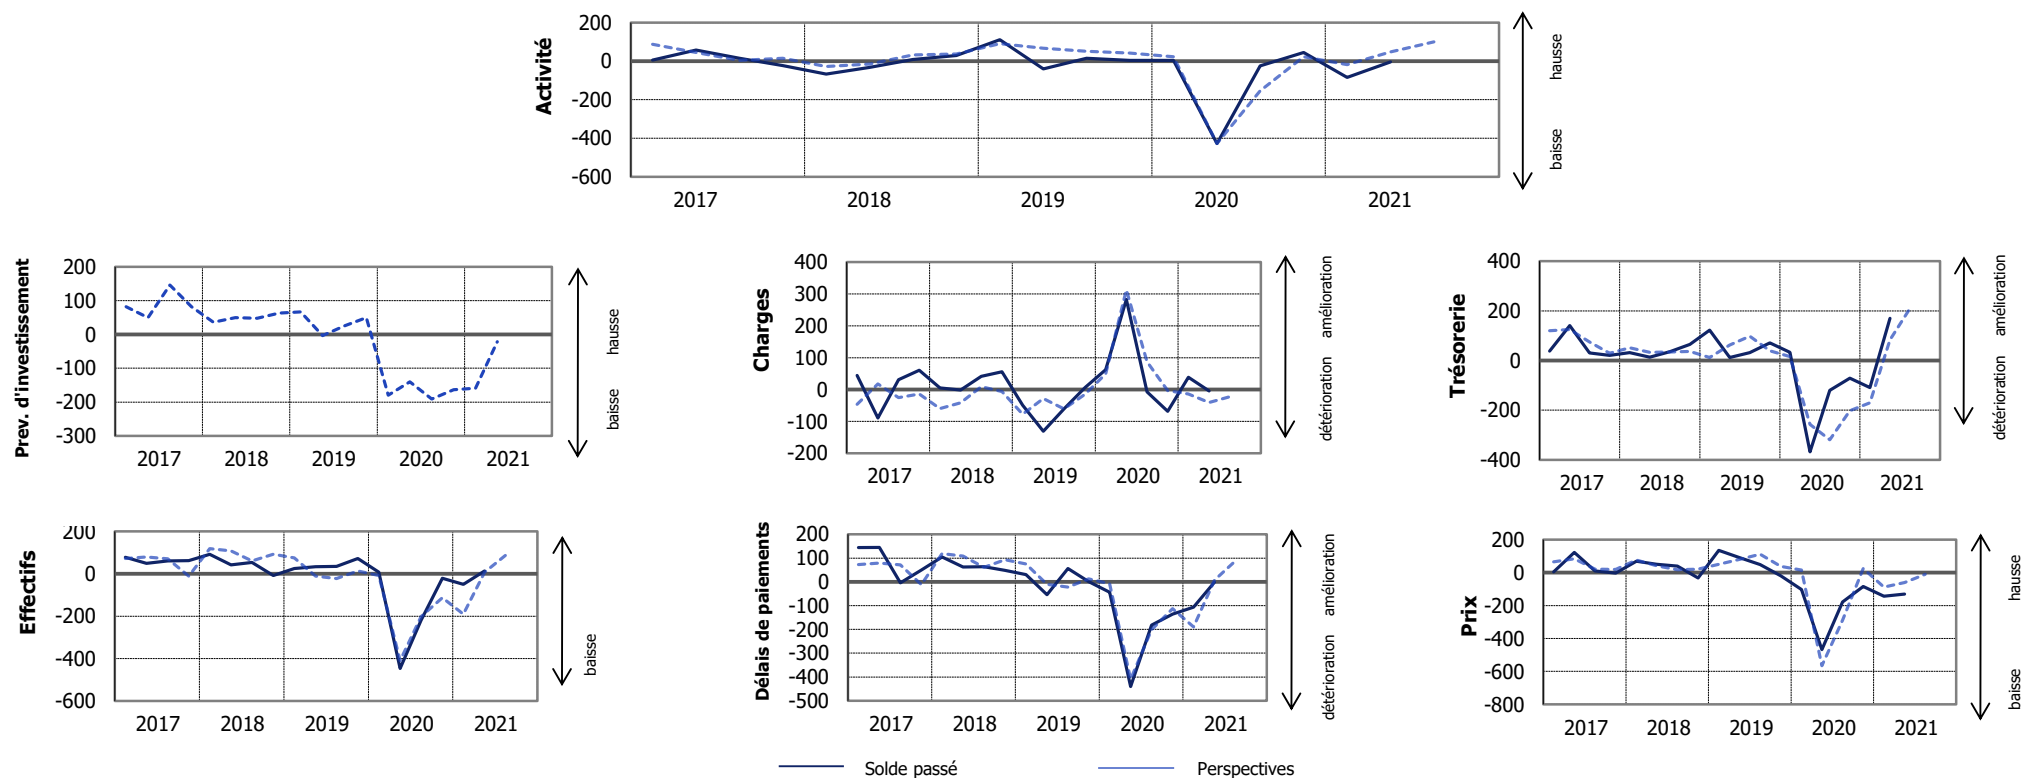 Activité
200
0
-200
-400
-600
2017 2018 2019 2020 2021
hausse
baisse
Prev. d'investissement
200
100
0
-100
-200
-300
2017 2018 2019 2020 2021
hausse
baisse
Charges
400
300
200
100
0
-100
-200
2017 2018 2019 2020 2021
amélioration
détérioration
Trésorerie
400
200
0
-200
-400
2017 2018 2019 2020 2021
amélioration
détérioration
Effectifs
200
0
-200
-400
-600
2017 2018 2019 2020 2021
baisse
Délais de paiements
200
100
0
-100
-200
-300
-400
-500
2017 2018 2019 2020 2021
amélioration
détérioration
Prix
200
0
-200
-400
-600
-800
2017 2018 2019 2020 2021
hausse
baisse
Solde passé Perspectives